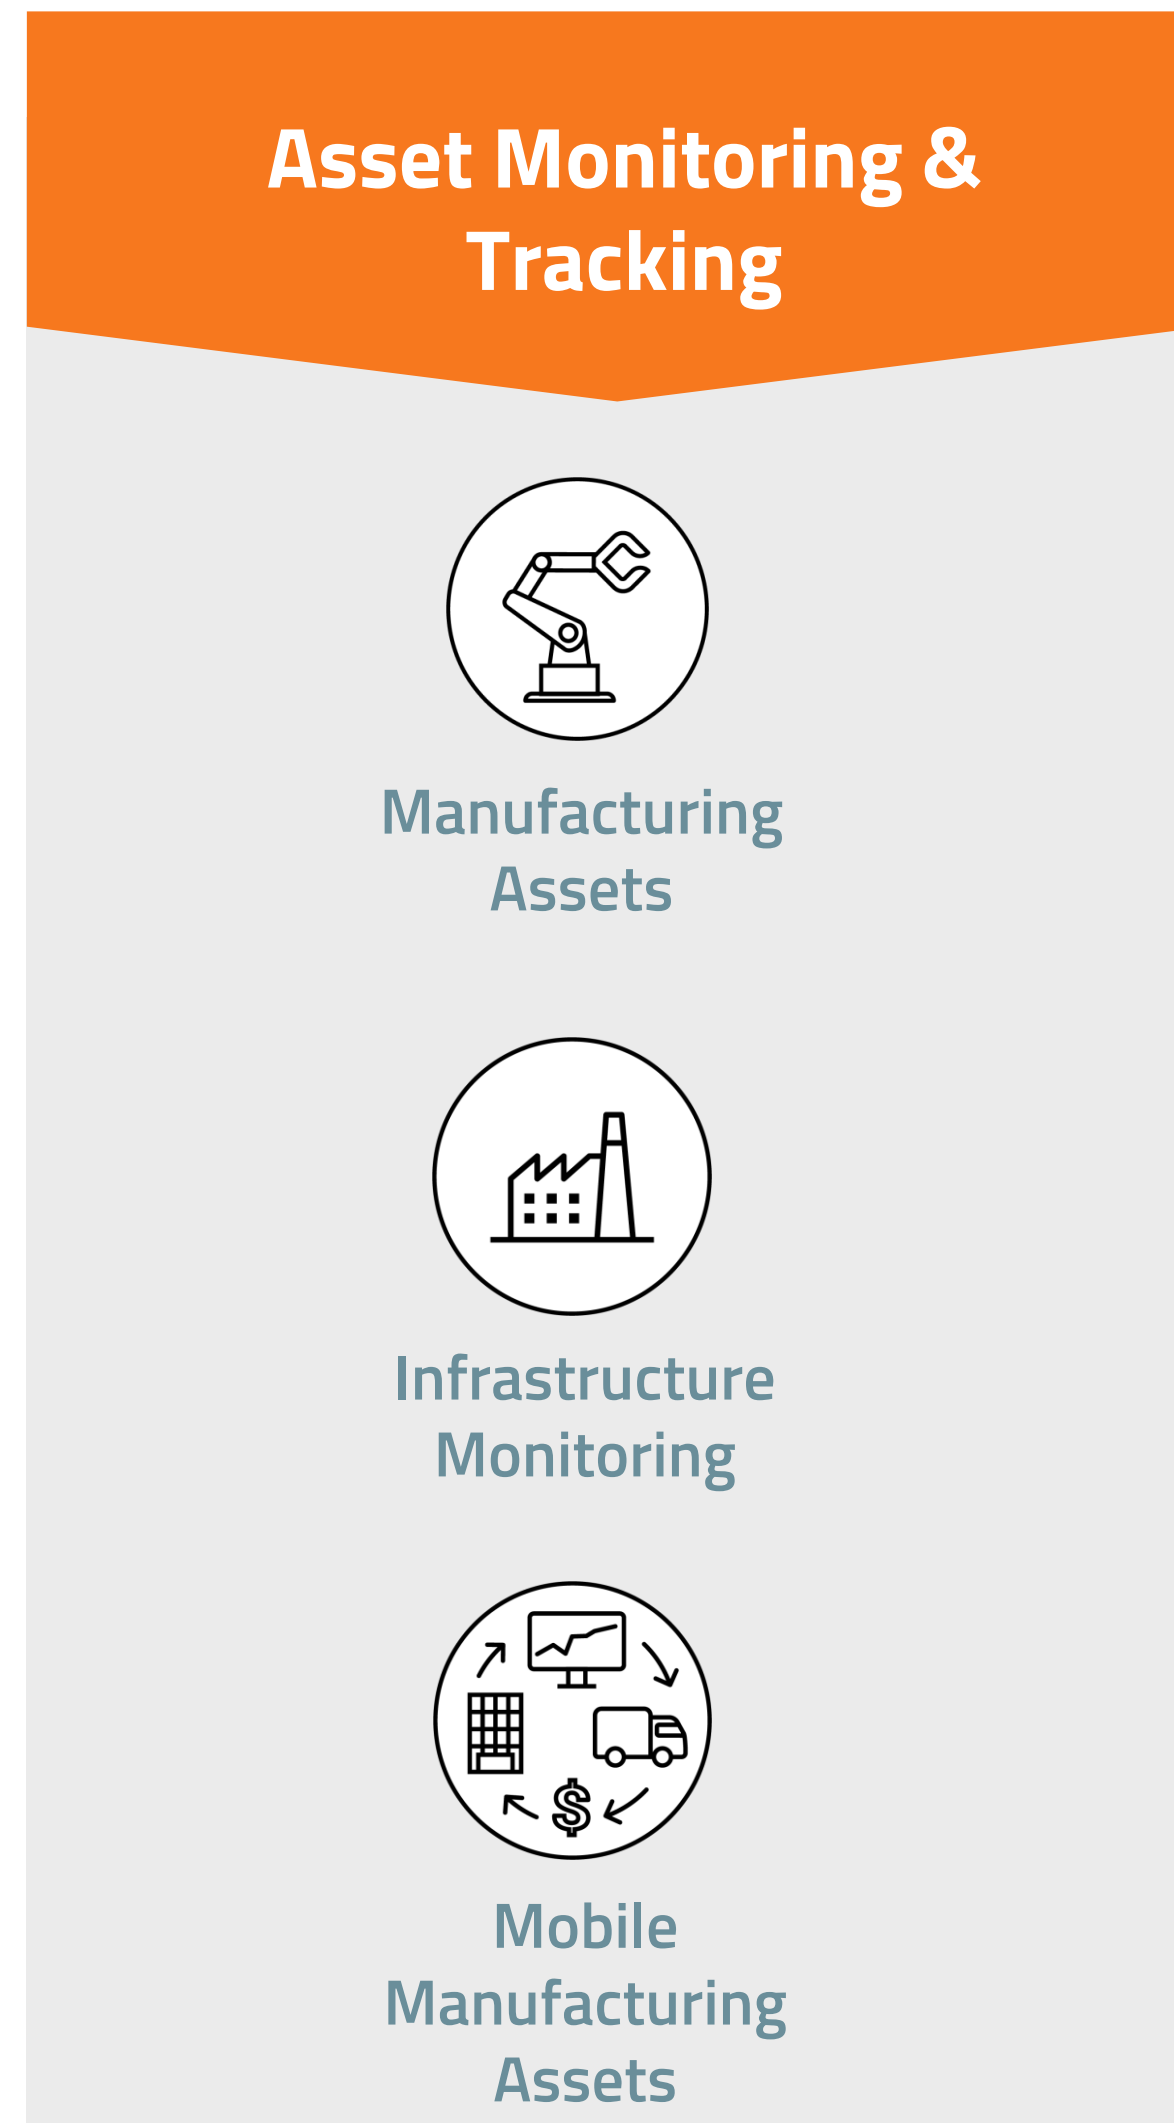 Asset Monitoring &
Tracking
Manufacturing
Assets
Infrastructure
Monitoring
$
Mobile
Manufacturing
Assets